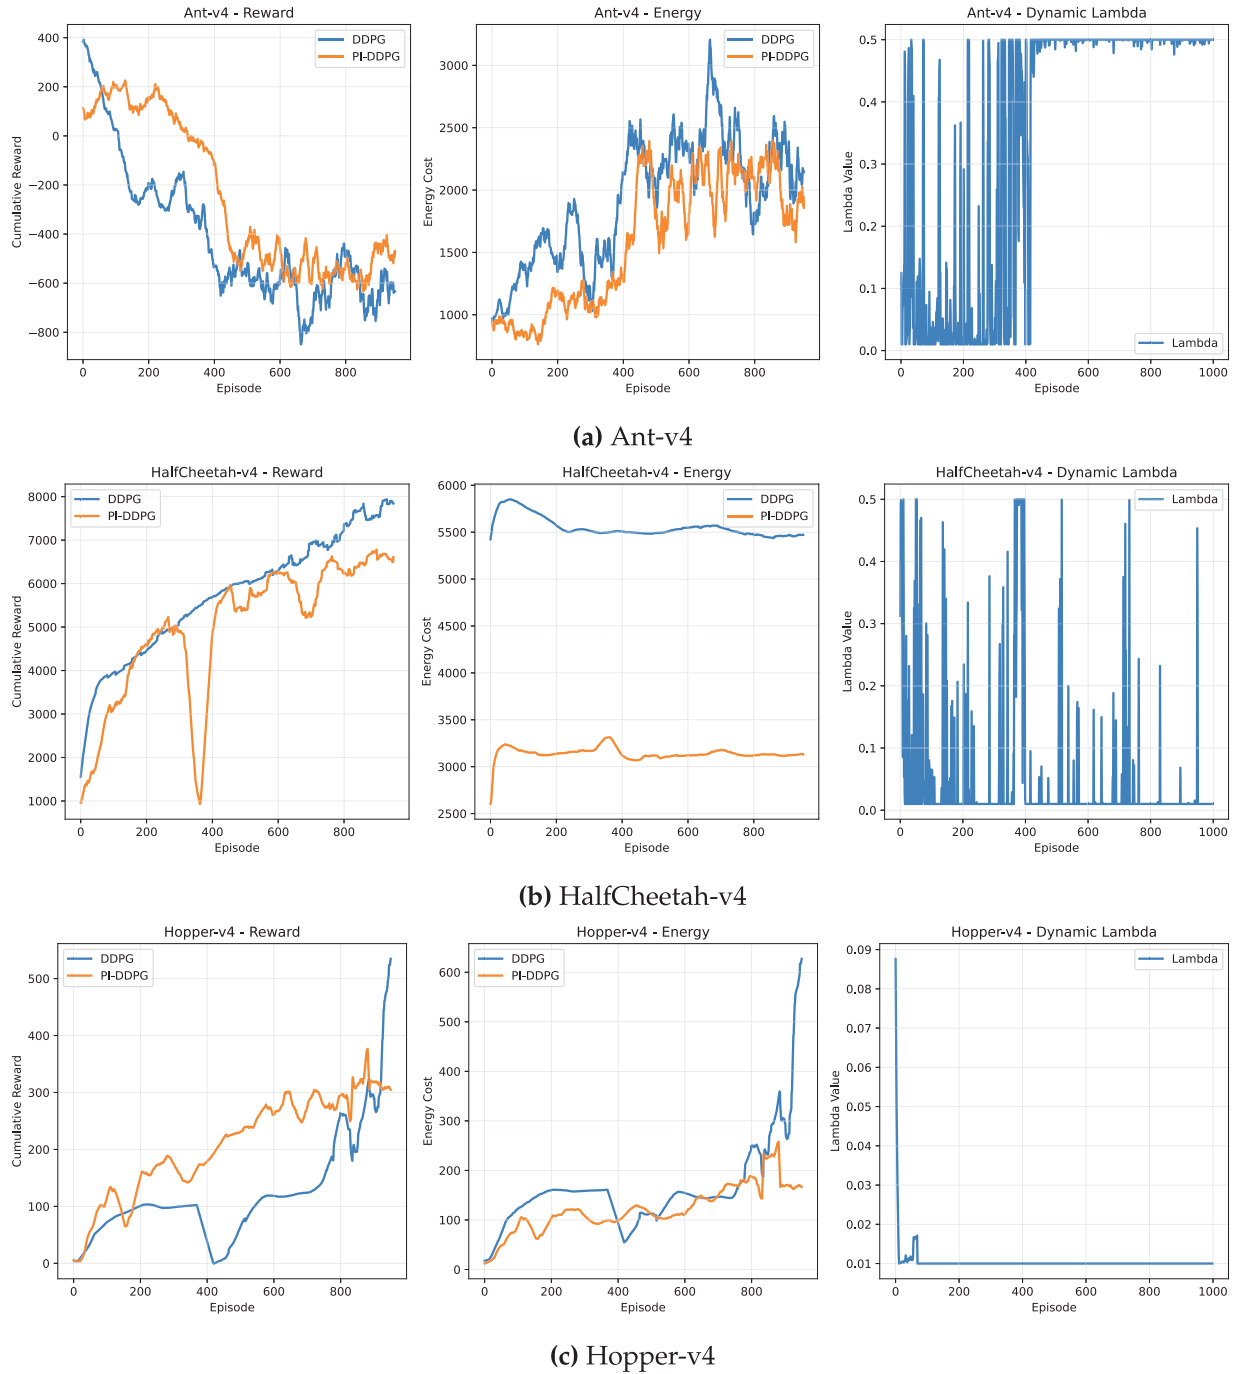 Ant-v4 - Reward
Cumulative Reward
400
200
0
−200
−400
−600
−800
DDPG
PI-DDPG
0 200 400 600 800
Episode
Ant-v4 - Energy
Energy Cost
3000
2500
2000
1500
1000
DDPG
PI-DDPG
0 200 400 600 800
Episode
Ant-v4 - Dynamic Lambda
Lambda Value
0.5
0.4
0.3
0.2
0.1
0.0
Lambda
0 200 400 600 800 1000
Episode
(a) Ant-v4
HalfCheetah-v4 - Reward
Cumulative Reward
8000
7000
6000
5000
4000
3000
2000
1000
DDPG
PI-DDPG
0 200 400 600 800
Episode
HalfCheetah-v4 - Energy
Energy Cost
6000
5500
5000
4500
4000
3500
3000
2500
DDPG
PI-DDPG
0 200 400 600 800
Episode
HalfCheetah-v4 - Dynamic Lambda
Lambda Value
0.5
0.4
0.3
0.2
0.1
0.0
Lambda
0 200 400 600 800 1000
Episode
(b) HalfCheetah-v4
Hopper-v4 - Reward
Cumulative Reward
500
400
300
200
100
0
DDPG
PI-DDPG
0 200 400 600 800
Episode
Hopper-v4 - Energy
Energy Cost
600
500
400
300
200
100
0
DDPG
PI-DDPG
0 200 400 600 800
Episode
Hopper-v4 - Dynamic Lambda
Lambda Value
0.09
0.08
0.07
0.06
0.05
0.04
0.03
0.02
0.01
Lambda
0 200 400 600 800 1000
Episode
(c) Hopper-v4